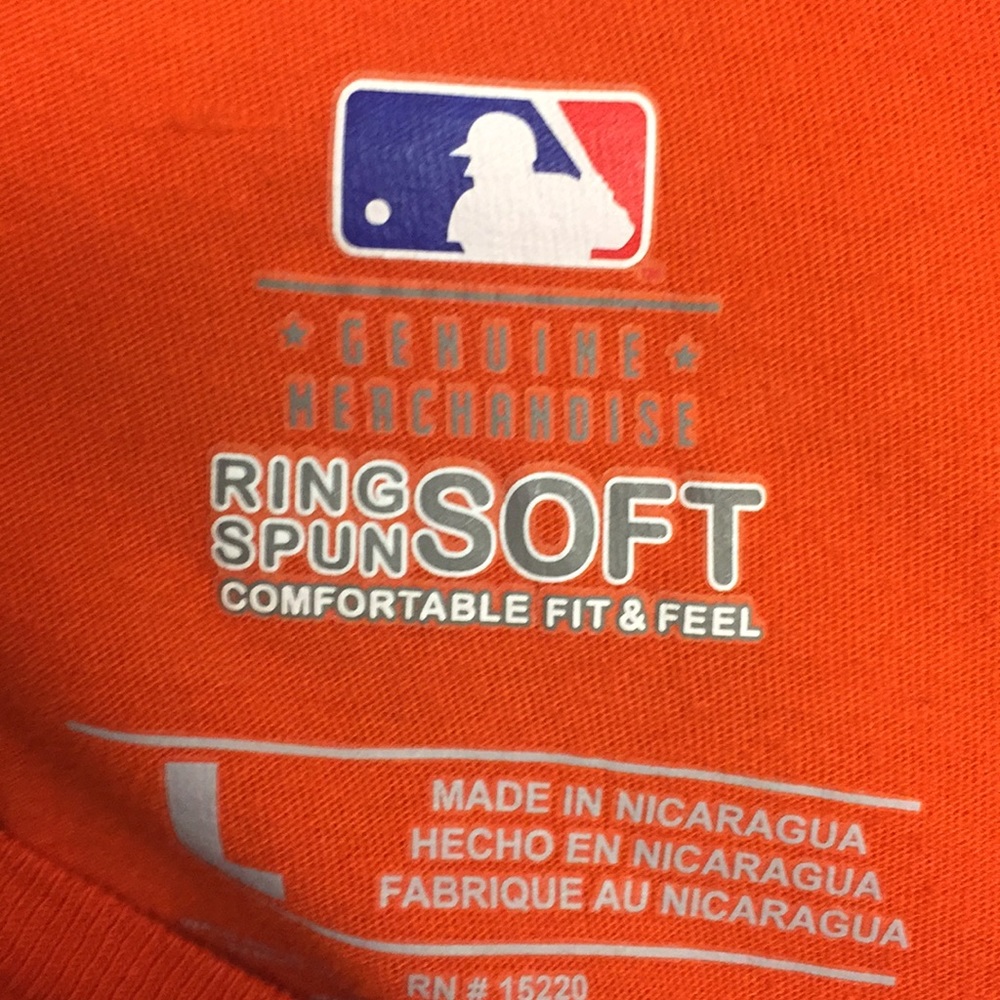 GENUINE
MERCHANDISE
RING
SPUN
SOFT
COMFORTABLE FIT & FEEL
L
MADE IN NICARAGUA
HECHO EN NICARAGUA
FABRIQUE AU NICARAGUA
RN # 15220